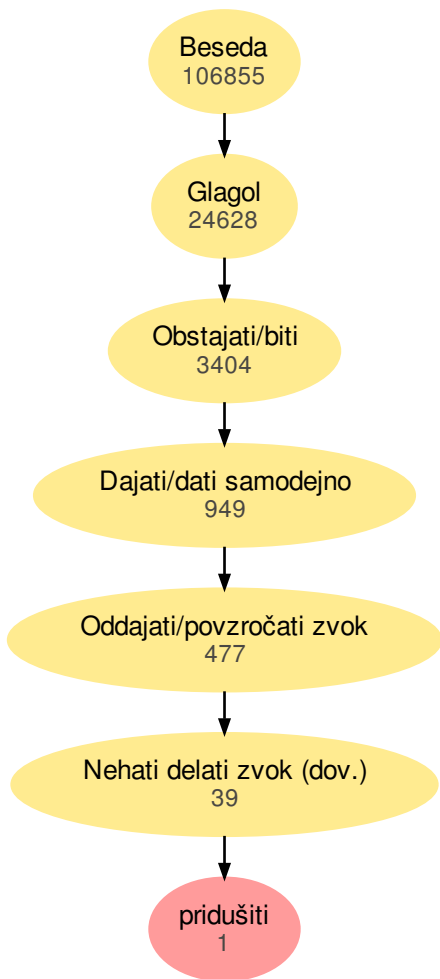 Beseda
106855
Glagol
24628
Obstajati/biti
3404
Dajati/dati samodejno
949
Oddajati/povzročati zvok
477
Nehati delati zvok (dov.)
39
pridušiti
1